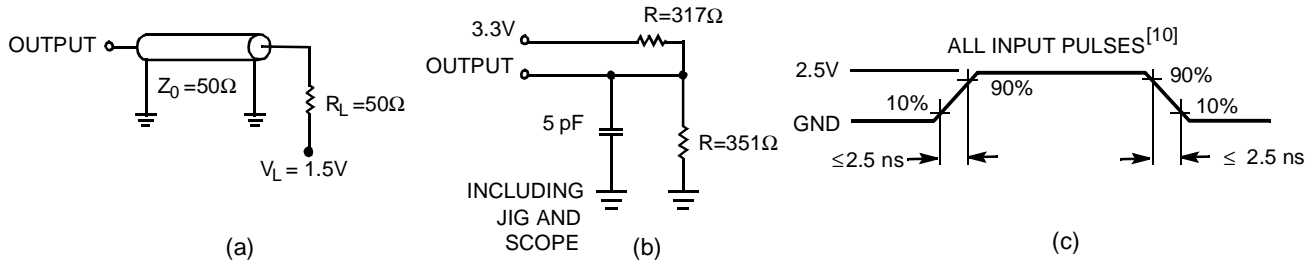 OUTPUT
Z0 =50Ω
RL =50Ω
VL = 1.5V
(a)
R=317Ω
3.3V
OUTPUT
5 pF
R=351Ω
INCLUDING
JIG AND
SCOPE
(b)
ALL INPUT PULSES[10]
2.5V
90%
90%
10%
10%
GND
≤2.5 ns
≤ 2.5 ns
(c)